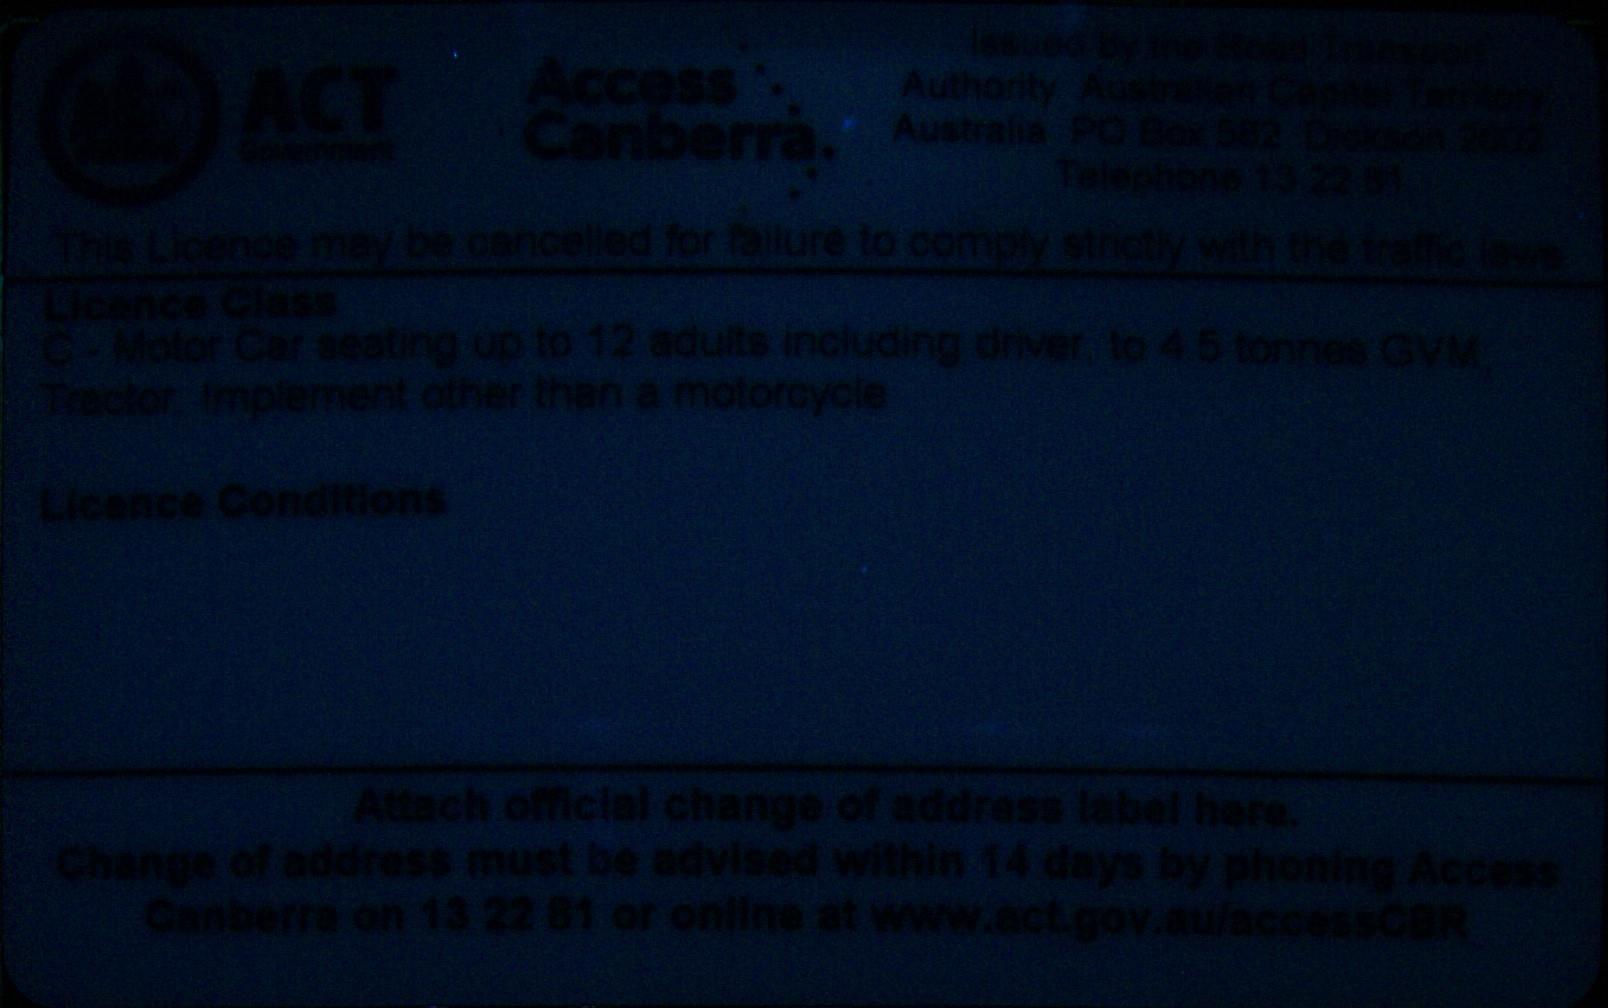 ACT
Government
Access
Canberra.
Issued by the Road Transport
Authority Australian Capital Territory
Australia PO Box 582 Dickson 2602
Telephone 13 22 81
This Licence may be cancelled for failure to comply strictly with the traffic laws
Licence Class
C - Motor Car seating up to 12 adults including driver, to 4.5 tonnes GVM,
Tractor, Implement other than a motorcycle
Licence Conditions
Attach official change of address label here.
Change of address must be advised within 14 days by phoning Access
Canberra on 13 22 81 or online at www.act.gov.au/accessCBR